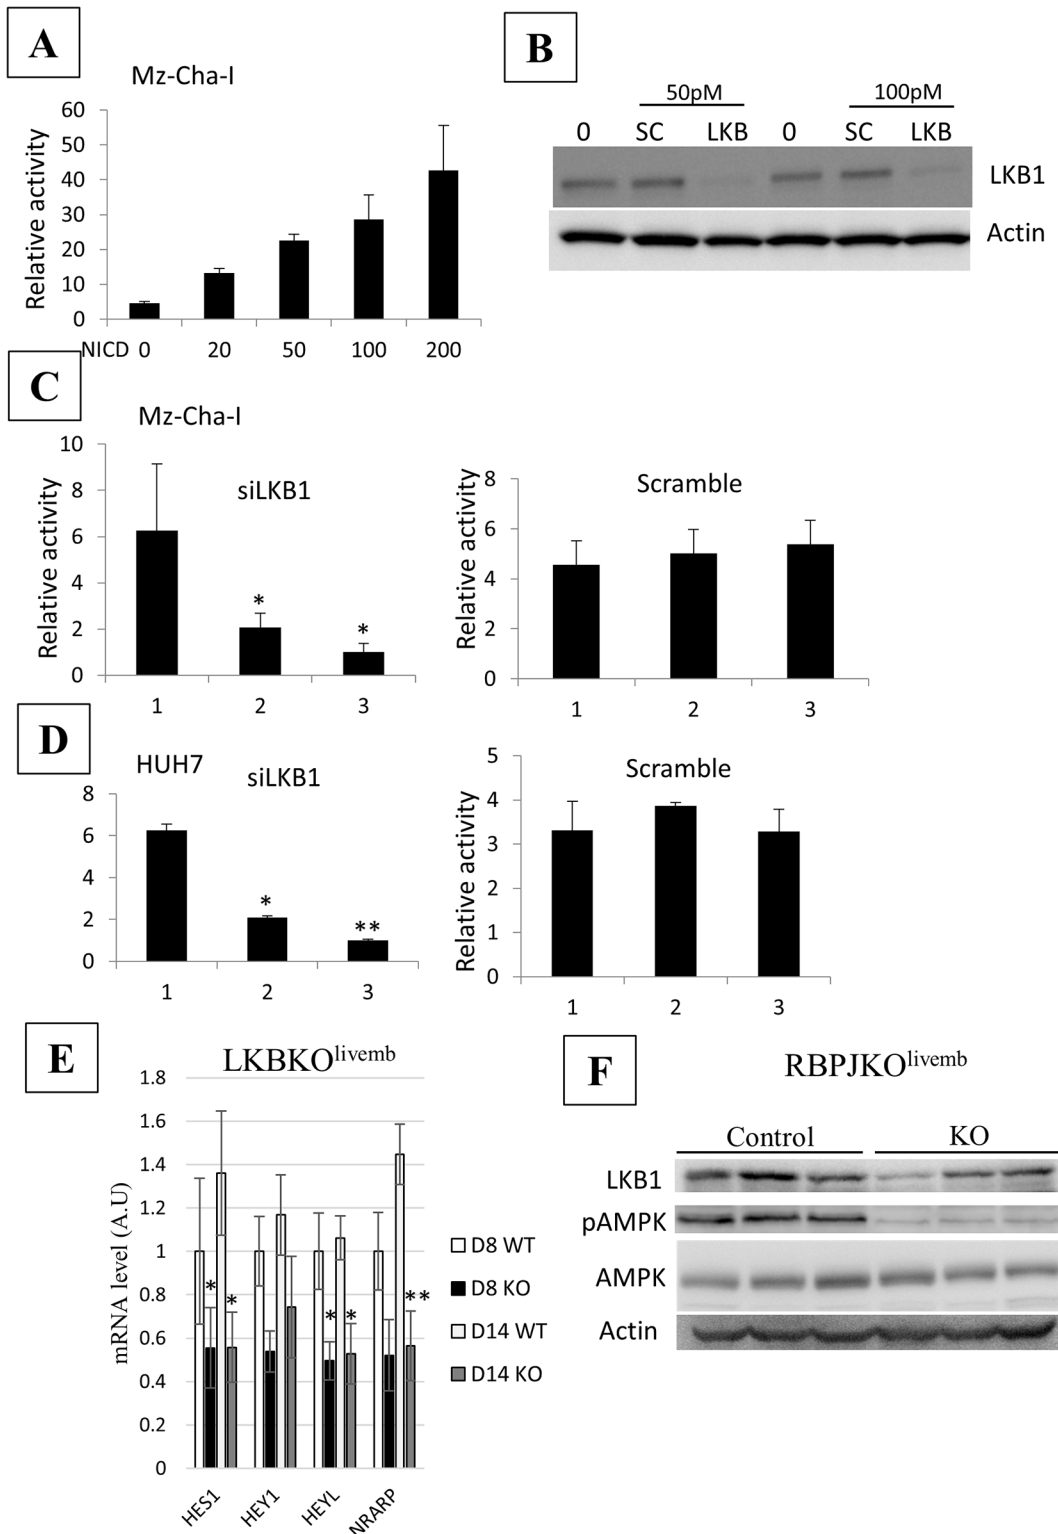 A
Mz-Cha-I
Relative activity
60
50
40
30
20
10
0
NICD 0 20 50 100 200
B
50pM 100pM
0 SC LKB 0 SC LKB
LKB1
Actin
C
Mz-Cha-I
siLKB1
Relative activity
10
8
6
4
2
0
*
*
1 2 3
Scramble
Relative activity
8
6
4
2
0
1 2 3
D
HUH7
siLKB1
8
6
4
2
0
*
**
1 2 3
Scramble
Relative activity
5
4
3
2
1
0
1 2 3
E
LKBKOlivemb
mRNA level (A.U)
1.8
1.6
1.4
1.2
1
0.8
0.6
0.4
0.2
0
* * * * **
HES1 HEY1 HEYL NRARP
D8 WT
D8 KO
D14 WT
D14 KO
F
RBPJKOlivemb
Control KO
LKB1
pAMPK
AMPK
Actin